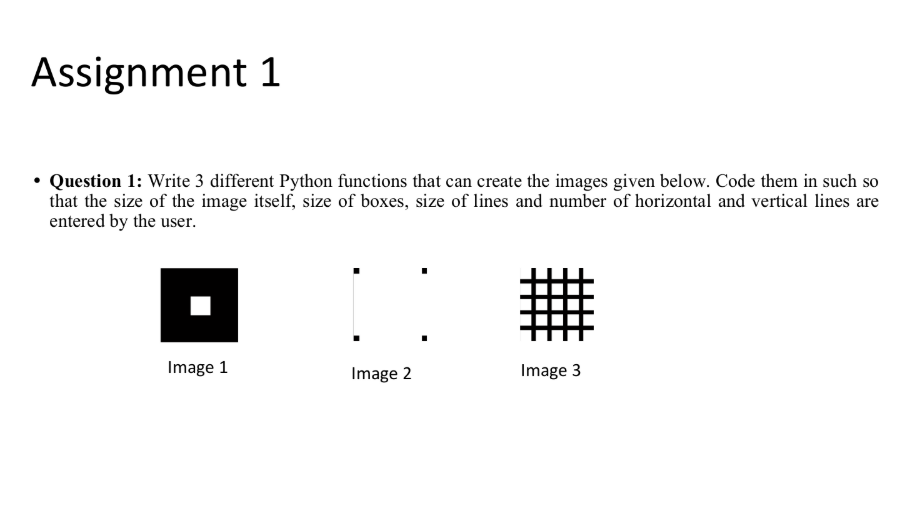 Assignment 1
• Question 1: Write 3 different Python functions that can create the images given below. Code them in such so
that the size of the image itself, size of boxes, size of lines and number of horizontal and vertical lines are
entered by the user.
Image 1
Image 2
Image 3